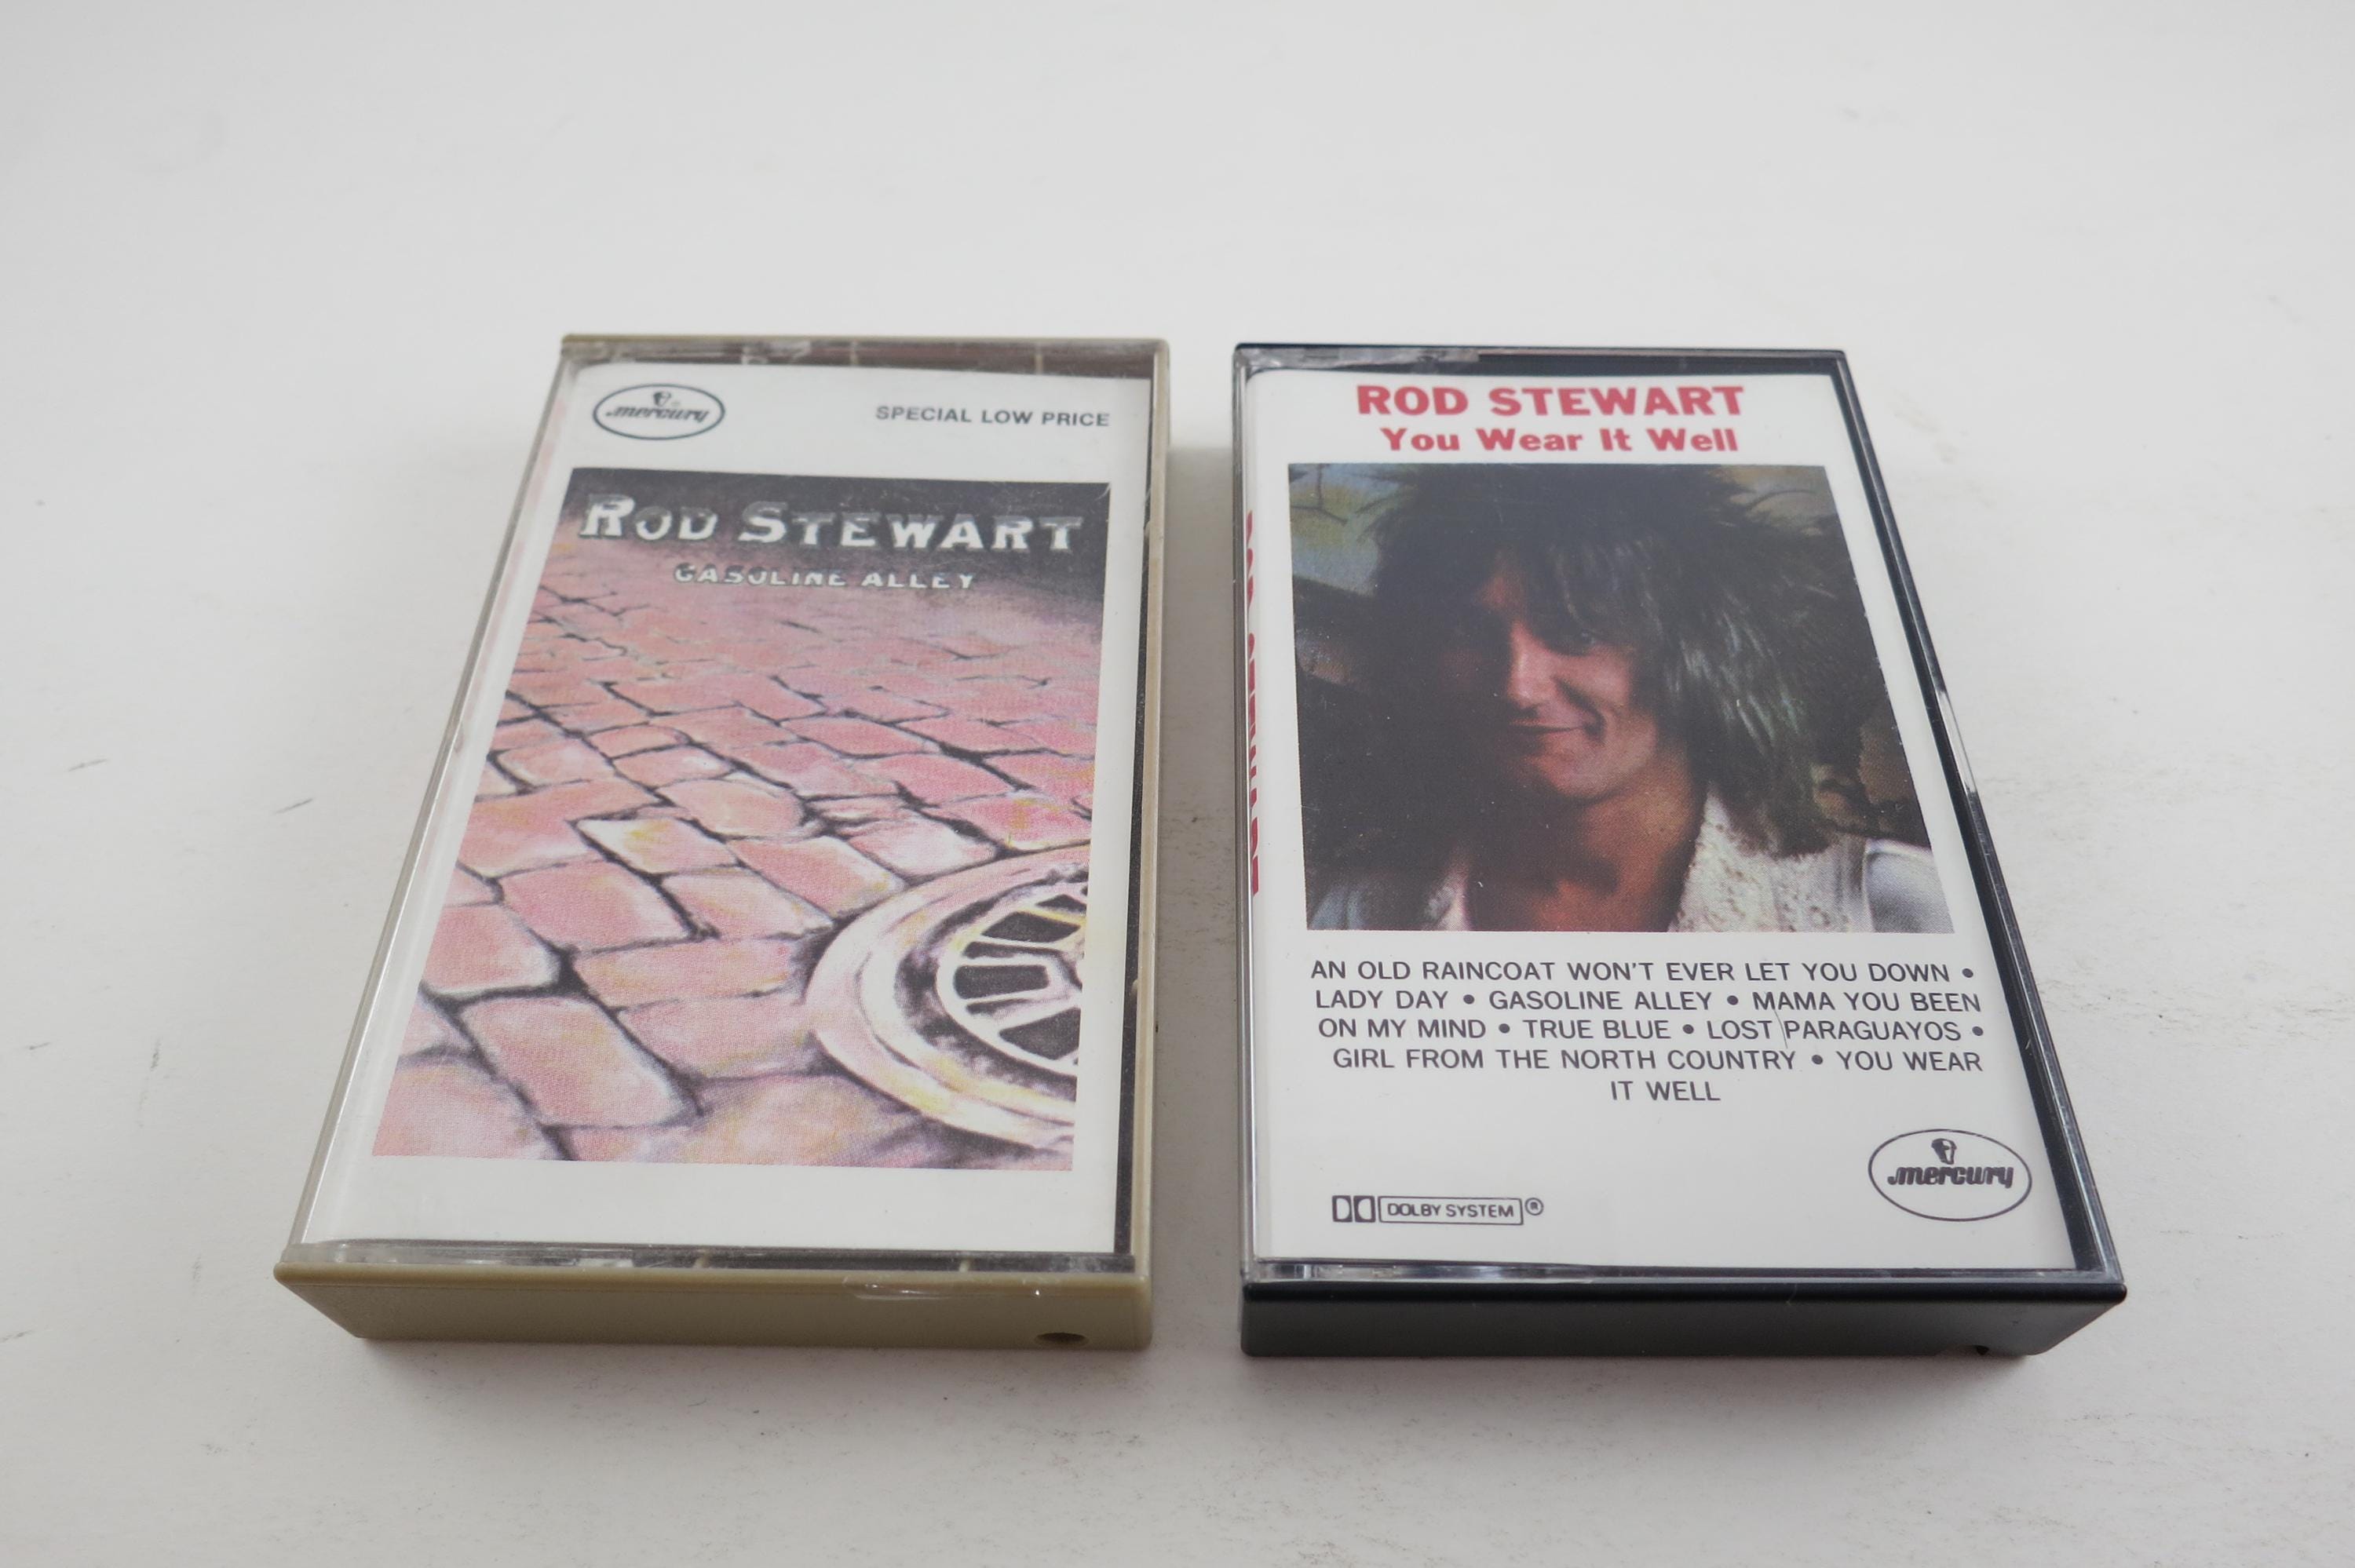 mercury
SPECIAL LOW PRICE
ROD STEWART
GASOLINE ALLEY
ROD STEWART
You Wear It Well
AN OLD RAINCOAT WON'T EVER LET YOU DOWN •
LADY DAY • GASOLINE ALLEY • MAMA YOU BEEN
ON MY MIND • TRUE BLUE • LOST PARAGUAYOS •
GIRL FROM THE NORTH COUNTRY • YOU WEAR
IT WELL
mercury
DOLBY SYSTEM ®